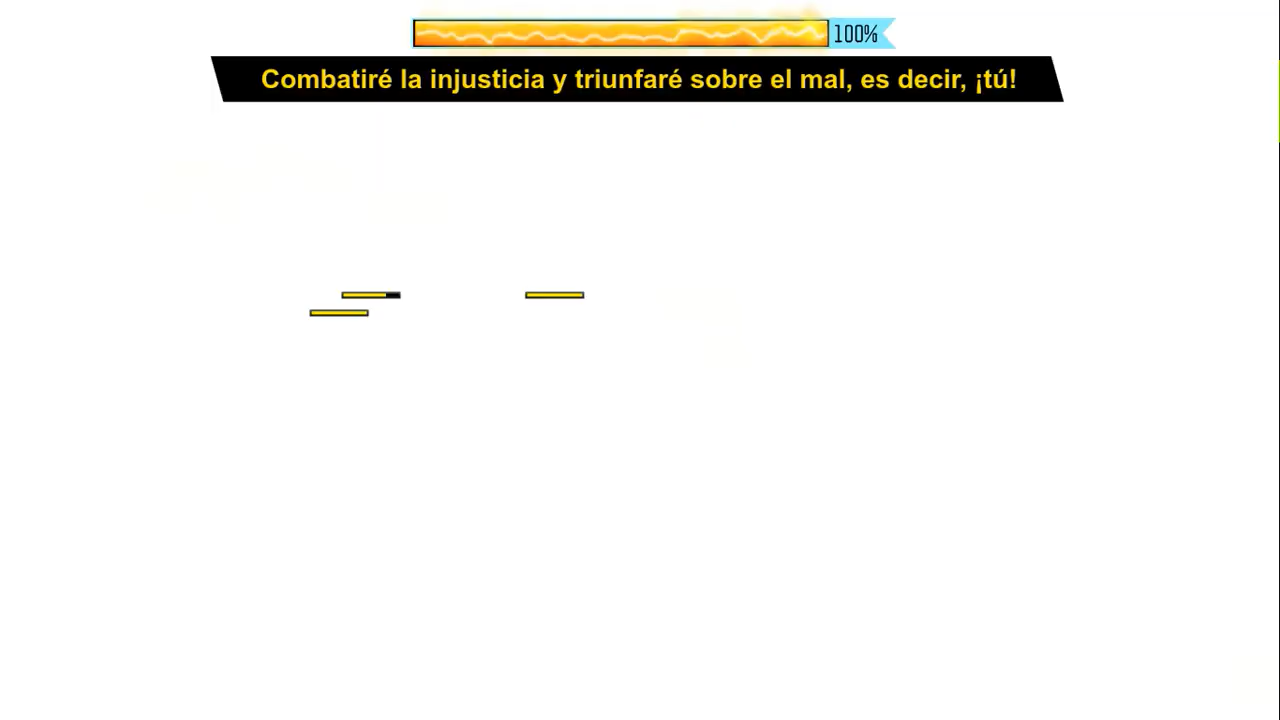 100%
Combatiré la injusticia y triunfaré sobre el mal, es decir, ¡tú!